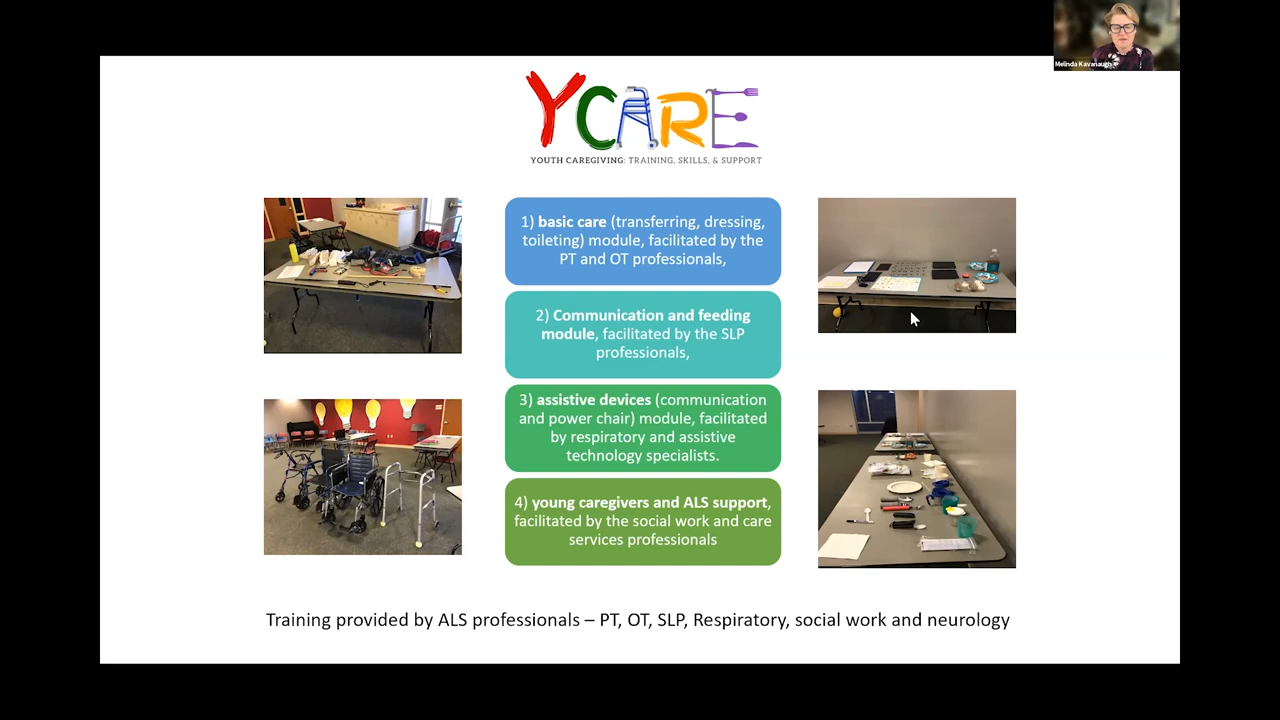 Melinda Kavanaugh
YCARE
YOUTH CAREGIVING: TRAINING, SKILLS, & SUPPORT
1) basic care (transferring, dressing,
toileting) module, facilitated by the
PT and OT professionals,
2) Communication and feeding
module, facilitated by the SLP
professionals,
3) assistive devices (communication
and power chair) module, facilitated
by respiratory and assistive
technology specialists.
4) young caregivers and ALS support,
facilitated by the social work and care
services professionals
Training provided by ALS professionals – PT, OT, SLP, Respiratory, social work and neurology